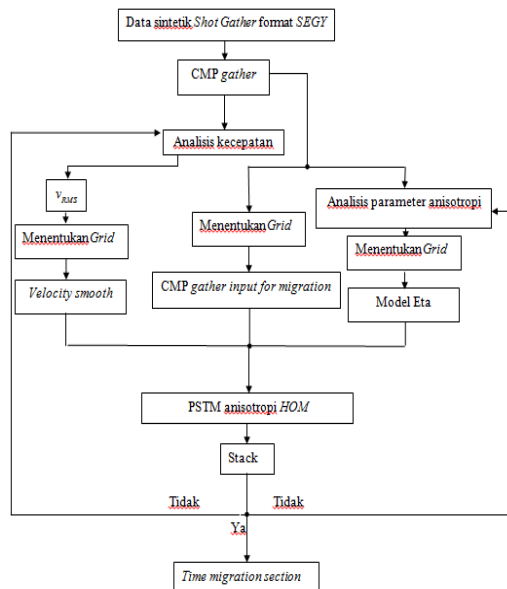 Data sintetik Shot Gather format SEGY
CMP gather
Analisis kecepatan
vRMS
Menentukan Grid
Analisis parameter anisotropi
Menentukan Grid
Menentukan Grid
Velocity smooth
CMP gather input for migration
Model Eta
PSTM anisotropi HOM
Stack
Tidak
Tidak
Ya
Time migration section